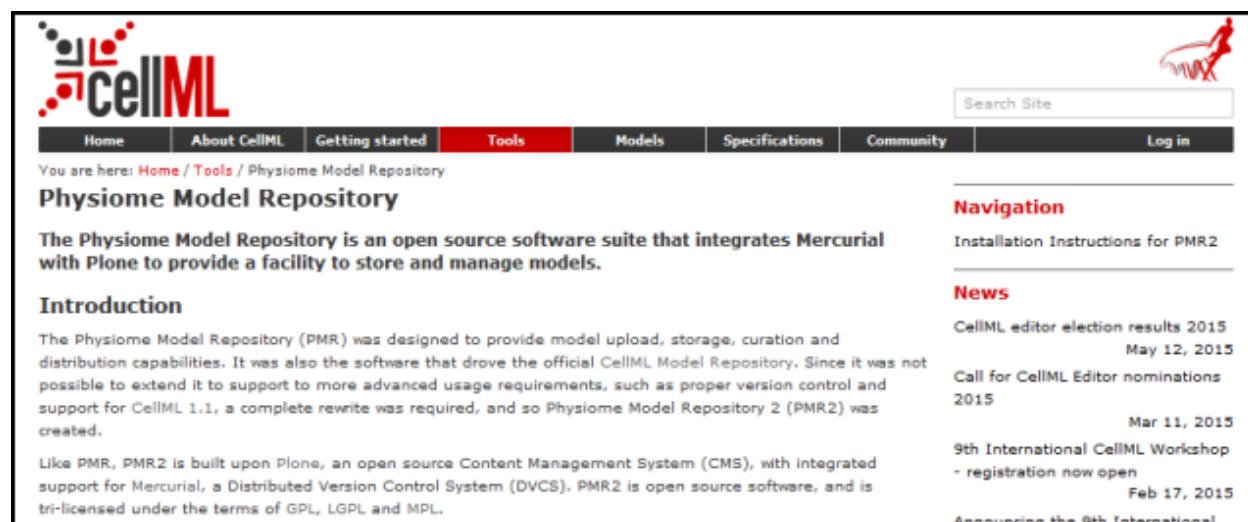 cellML
Search Site
Home About CellML Getting started Tools Models Specifications Community Log in
You are here: Home / Tools / Physiome Model Repository
Physiome Model Repository
The Physiome Model Repository is an open source software suite that integrates Mercurial
with Plone to provide a facility to store and manage models.
Introduction
The Physiome Model Repository (PMR) was designed to provide model upload, storage, curation and
distribution capabilities. It was also the software that drove the official CellML Model Repository. Since it was not
possible to extend it to support to more advanced usage requirements, such as proper version control and
support for CellML 1.1, a complete rewrite was required, and so Physiome Model Repository 2 (PMR2) was
created.
Like PMR, PMR2 is built upon Plone, an open source Content Management System (CMS), with integrated
support for Mercurial, a Distributed Version Control System (DVCS). PMR2 is open source software, and is
tri-licensed under the terms of GPL, LGPL and MPL.
Navigation
Installation Instructions for PMR2
News
CellML editor election results 2015
May 12, 2015
Call for CellML Editor nominations
2015
Mar 11, 2015
9th International CellML Workshop
- registration now open
Feb 17, 2015
Announcing the 9th International